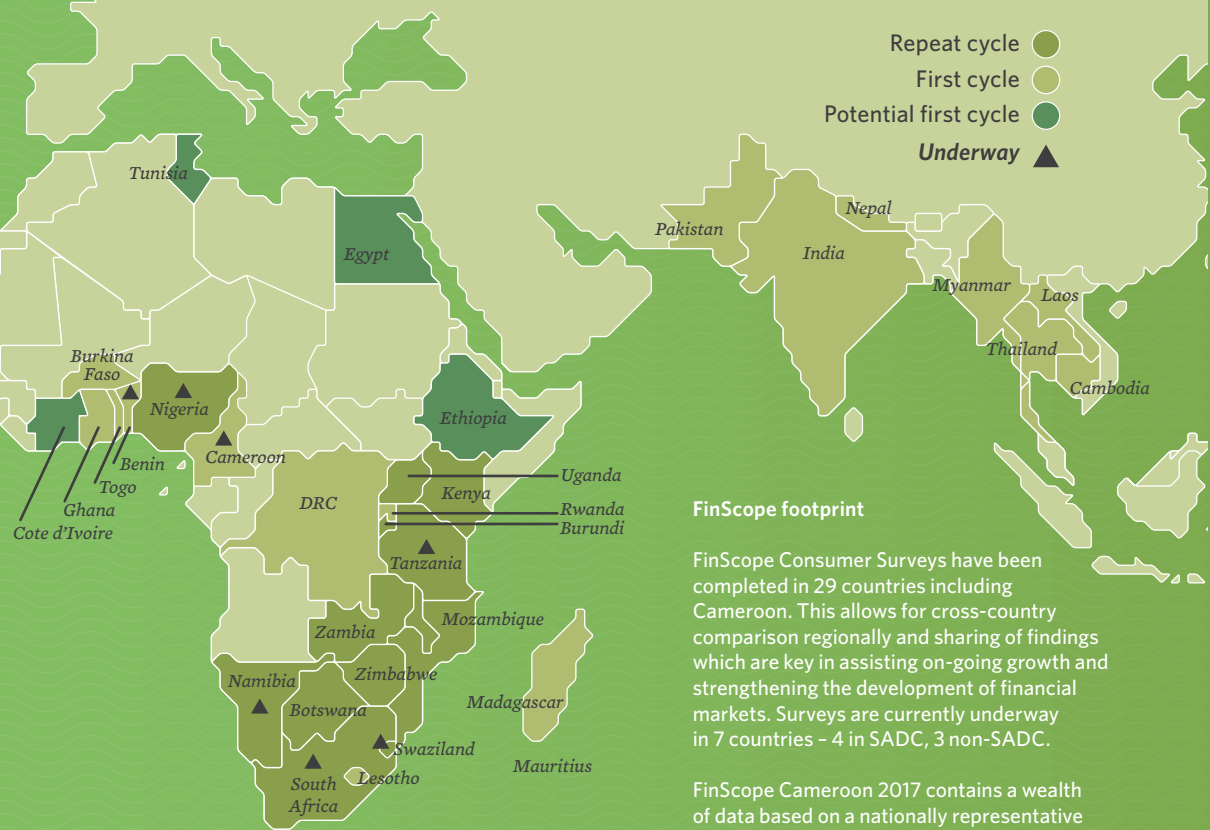 Repeat cycle
First cycle
Potential first cycle
Underway
Tunisia
Egypt
Pakistan
Nepal
India
Myanmar
Laos
Thailand
Cambodia
Burkina
Faso
Nigeria
Ethiopia
Cameroon
Benin
Togo
Ghana
Cote d'Ivoire
DRC
Uganda
Kenya
Rwanda
Burundi
Tanzania
Mozambique
Zambia
Zimbabwe
Namibia
Botswana
Madagascar
Swaziland
Mauritius
Lesotho
South
Africa
FinScope footprint
FinScope Consumer Surveys have been
completed in 29 countries including
Cameroon. This allows for cross-country
comparison regionally and sharing of findings
which are key in assisting on-going growth and
strengthening the development of financial
markets. Surveys are currently underway
in 7 countries – 4 in SADC, 3 non-SADC.
FinScope Cameroon 2017 contains a wealth
of data based on a nationally representative